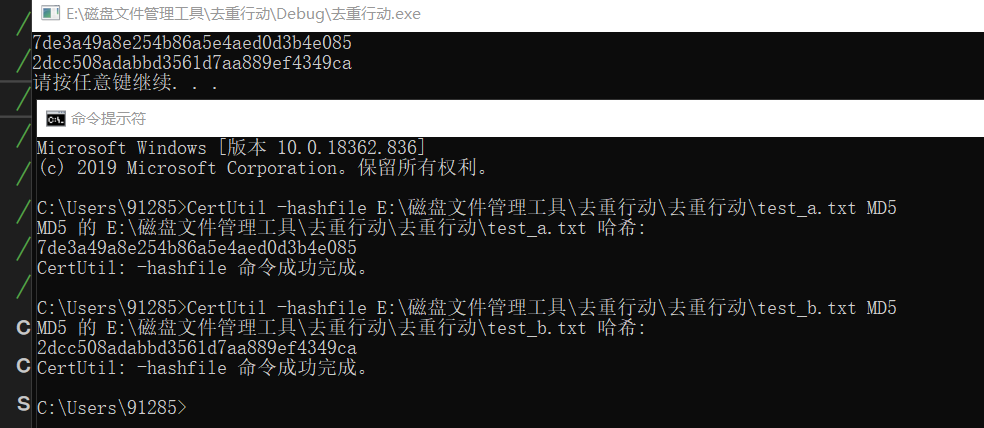 E:\磁盘文件管理工具\去重行动\Debug\去重行动.exe
7de3a49a8e254b86a5e4aed0d3b4e085
2dcc508adabbd3561d7aa889ef4349ca
请按任意键继续. . .
命令提示符
Microsoft Windows [版本 10.0.18362.836]
(c) 2019 Microsoft Corporation。保留所有权利。
C:\Users\91285>CertUtil -hashfile E:\磁盘文件管理工具\去重行动\去重行动\test_a.txt MD5
MD5 的 E:\磁盘文件管理工具\去重行动\去重行动\test_a.txt 哈希:
7de3a49a8e254b86a5e4aed0d3b4e085
CertUtil: -hashfile 命令成功完成。
C:\Users\91285>CertUtil -hashfile E:\磁盘文件管理工具\去重行动\去重行动\test_b.txt MD5
MD5 的 E:\磁盘文件管理工具\去重行动\去重行动\test_b.txt 哈希:
2dcc508adabbd3561d7aa889ef4349ca
CertUtil: -hashfile 命令成功完成。
C:\Users\91285>
C
C
S